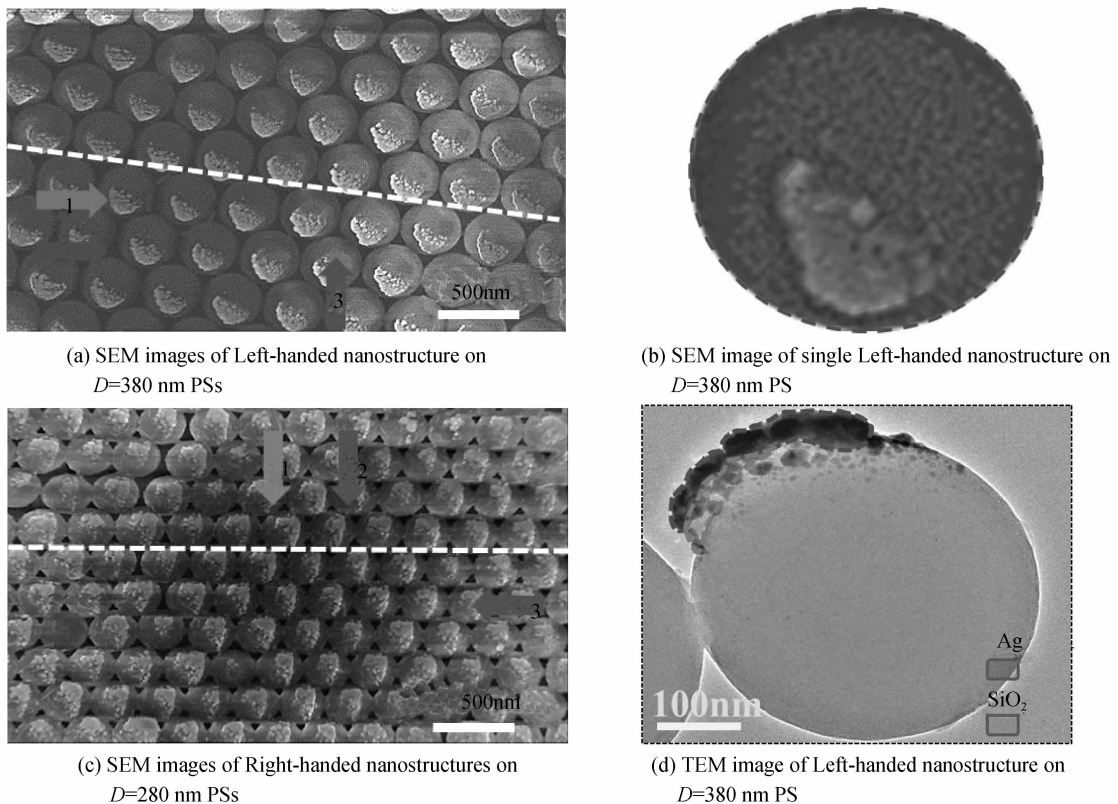 1
3
500nm
(a) SEM images of Left-handed nanostructure on
D=380 nm PSs
(b) SEM image of single Left-handed nanostructure on
D=380 nm PS
1
2
3
500nm
(c) SEM images of Right-handed nanostructures on
D=280 nm PSs
Ag
SiO₂
100nm
(d) TEM image of Left-handed nanostructure on
D=380 nm PS